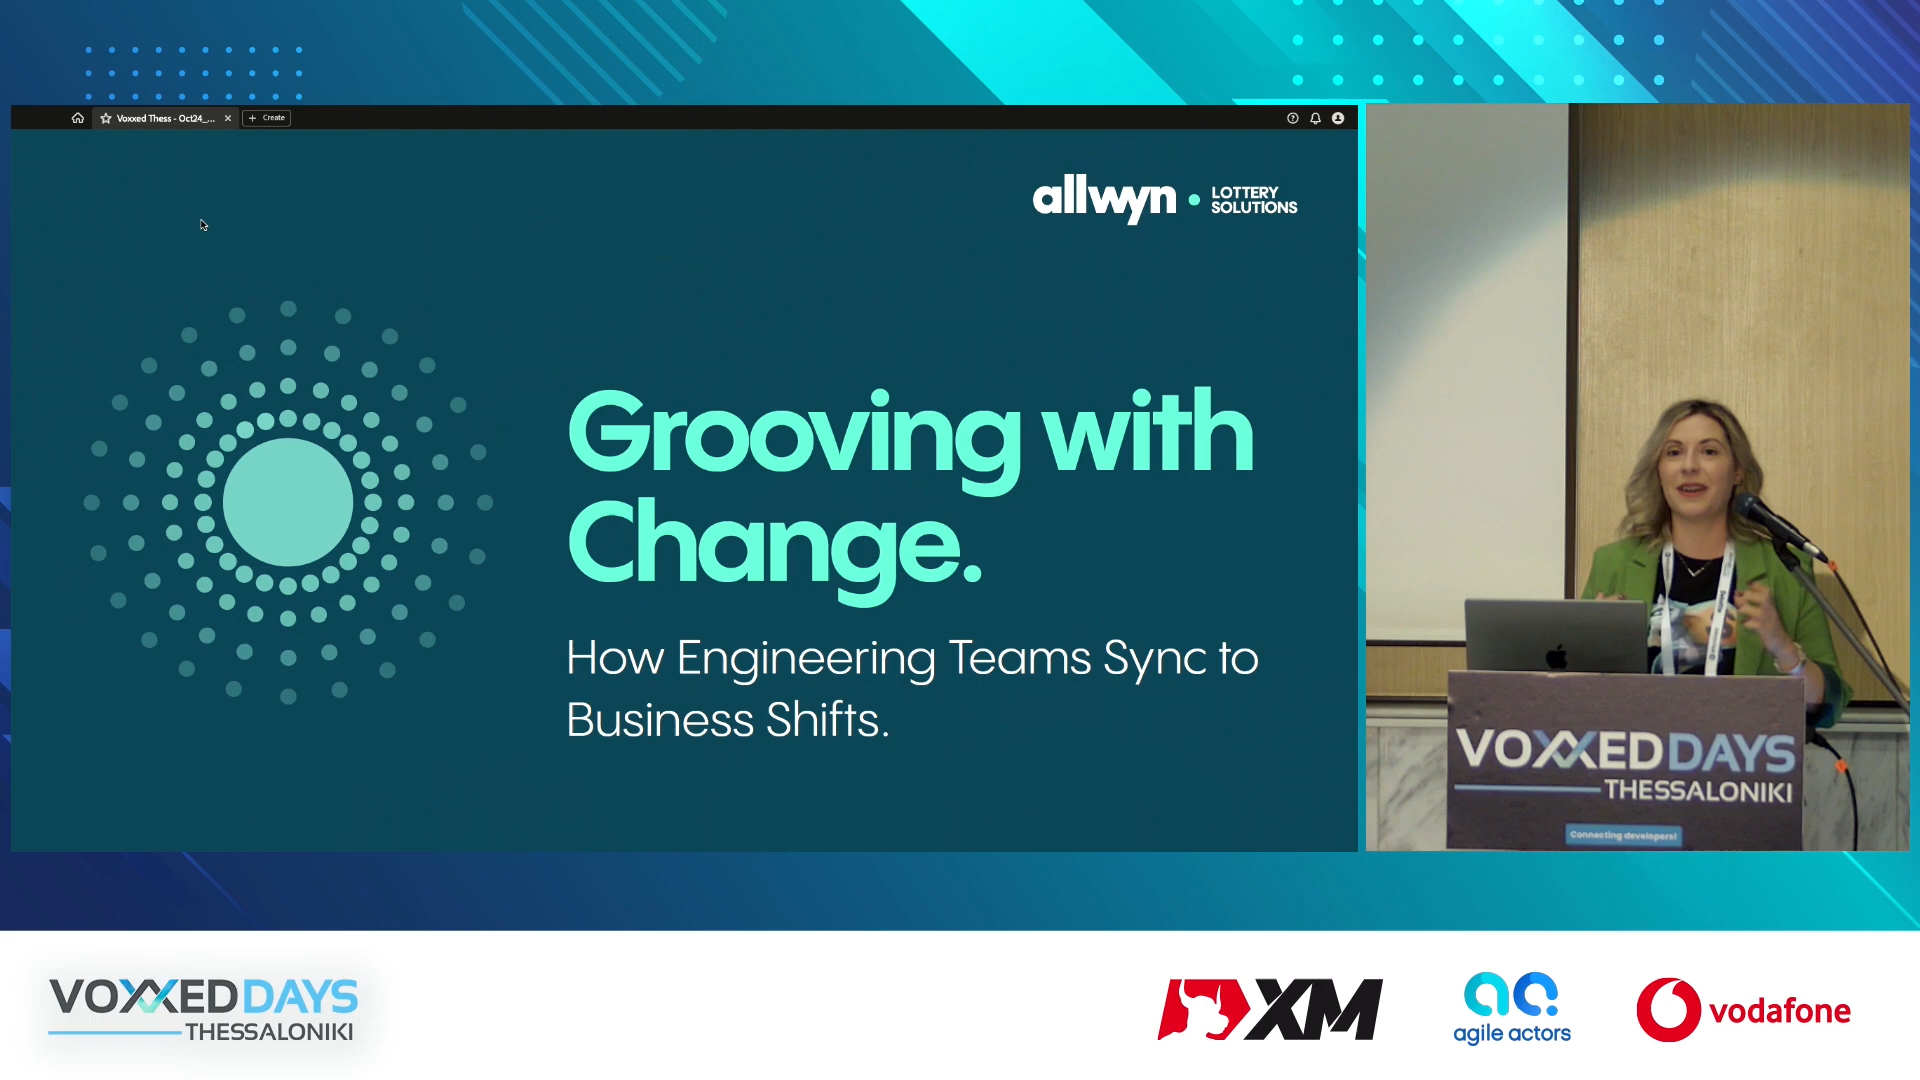 Voxxed Thess - Oct24_...
Create
allwyn
LOTTERY
SOLUTIONS
Grooving with
Change.
How Engineering Teams Sync to
Business Shifts.
VOXXED DAYS
THESSALONIKI
Connecting developers!
VOXXED DAYS
THESSALONIKI
XM
agile actors
vodafone